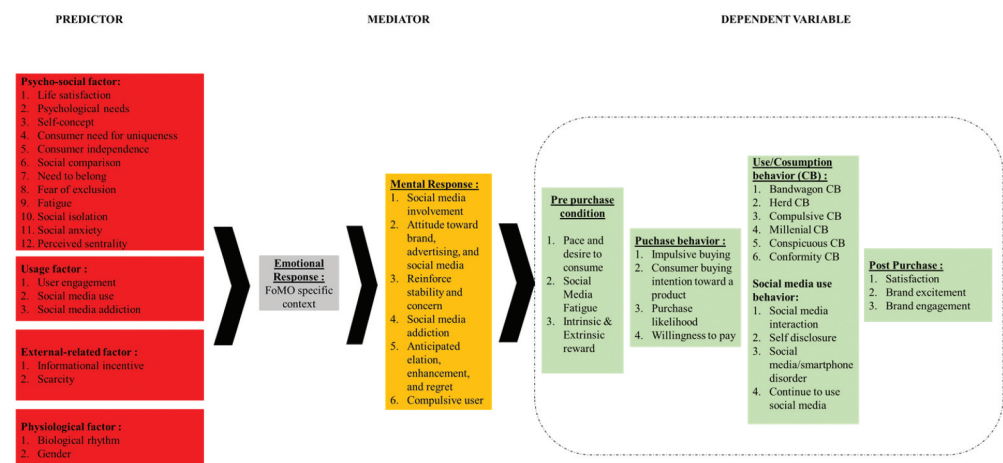 PREDICTOR
MEDIATOR
DEPENDENT VARIABLE
Psycho-social factor:
1. Life satisfaction
2. Psychological needs
3. Self-concept
4. Consumer need for uniqueness
5. Consumer independence
6. Social comparison
7. Need to belong
8. Fear of exclusion
9. Fatigue
10. Social isolation
11. Social anxiety
12. Perceived sentrality
Usage factor :
1. User engagement
2. Social media use
3. Social media addiction
External-related factor :
1. Informational incentive
2. Scarcity
Physiological factor :
1. Biological rhythm
2. Gender
Emotional
Response :
FoMO specific
context
Mental Response :
1. Social media
involvement
2. Attitude toward
brand,
advertising, and
social media
3. Reinforce
stability and
concern
4. Social media
addiction
5. Anticipated
elation,
enhancement,
and regret
6. Compulsive user
Pre purchase
condition
1. Pace and
desire to
consume
2. Social
Media
Fatigue
3. Intrinsic &
Extrinsic
reward
Puchase behavior :
1. Impulsive buying
2. Consumer buying
intention toward a
product
3. Purchase
likelihood
4. Willingness to pay
Use/Cosumption
behavior (CB) :
1. Bandwagon CB
2. Herd CB
3. Compulsive CB
4. Millenial CB
5. Conspicuous CB
6. Conformity CB
Social media use
behavior:
1. Social media
interaction
2. Self disclosure
3. Social
media/smartphone
disorder
4. Continue to use
social media
Post Purchase :
1. Satisfaction
2. Brand excitement
3. Brand engagement